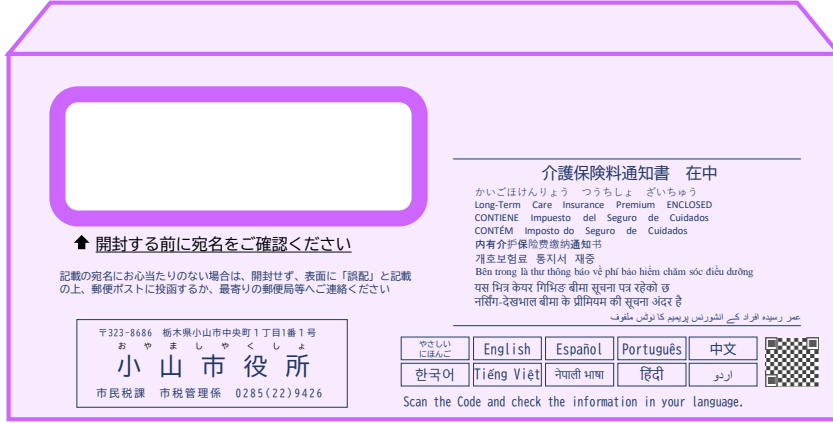 介護保険料通知書　在中
かいごほけんりょう　つうちしょ　ざいちゅう
Long-Term Care Insurance Premium ENCLOSED
CONTIENE Impuesto del Seguro de Cuidados
CONTÉM Imposto do Seguro de Cuidados
内有介护保险费缴纳通知书
개호보험료 통지서 재중
Bên trong là thư thông báo về phí bảo hiểm chăm sóc điều dưỡng
यस भित्र केयर गिभिङ बीमा सूचना पत्र रहेको छ
नर्सिंग-देखभाल बीमा के प्रीमियम की सूचना अंदर है
عمر رسیدہ افراد کے انشورنس پریمیم کا نوٹس ملفوف
⬆ 開封する前に宛名をご確認ください
記載の宛名にお心当たりのない場合は、開封せず、表面に「誤配」と記載
の上、郵便ポストに投函するか、最寄りの郵便局等へご連絡ください
〒323-8686　栃木県小山市中央町１丁目1番１号
お や ま し や く し ょ
小 山 市 役 所
市民税課　市税管理係　0285(22)9426
やさしい
にほんご
English
Español
Português
中文
한국어
Tiếng Việt
नेपाली भाषा
हिंदी
اردو
Scan the Code and check the information in your language.